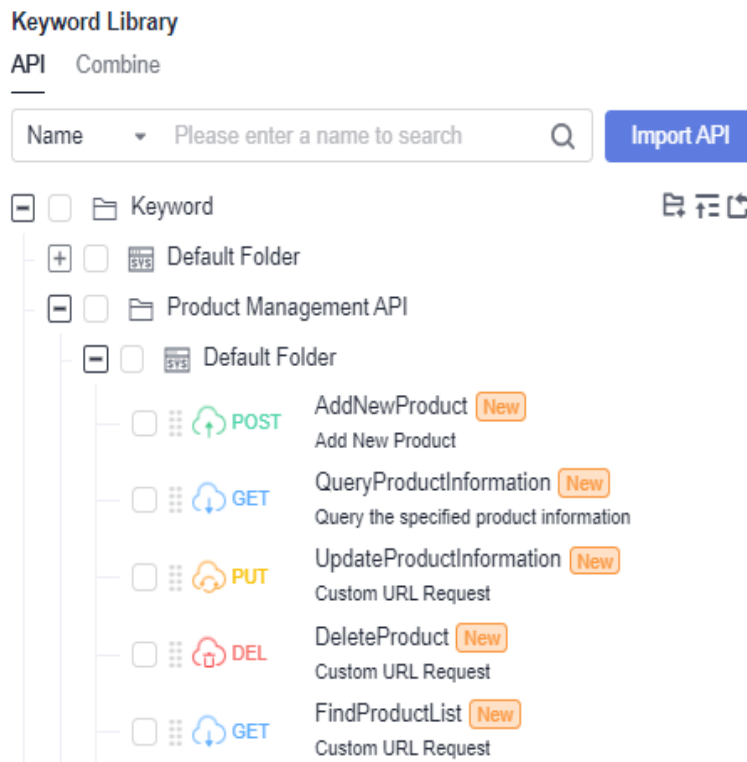 Keyword Library
API Combine
Name Please enter a name to search Import API
Keyword
SYS Default Folder
Product Management API
SYS Default Folder
POST AddNewProduct New
Add New Product
GET QueryProductInformation New
Query the specified product information
PUT UpdateProductInformation New
Custom URL Request
DEL DeleteProduct New
Custom URL Request
GET FindProductList New
Custom URL Request